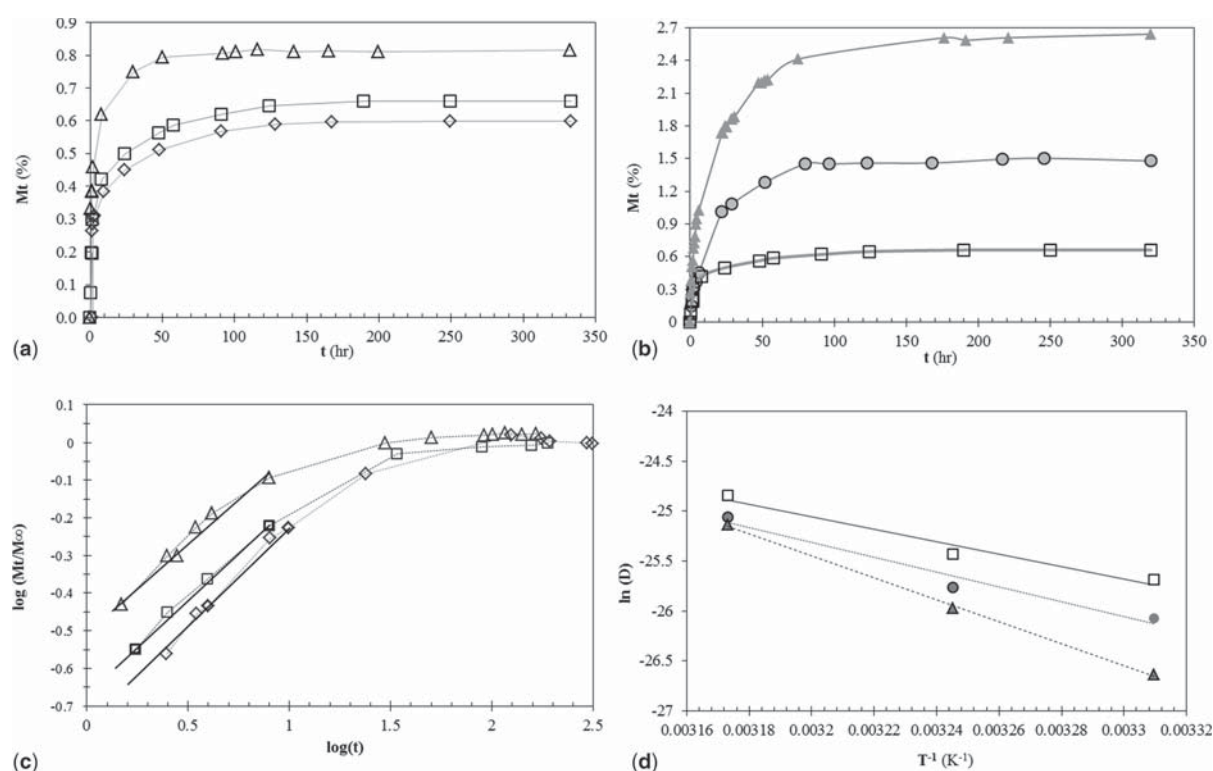 0.9
0.8
0.7
0.6
0.5
0.4
0.3
0.2
0.1
0.0
Mt (%)
0 50 100 150 200 250 300 350
t (hr)
(a)
2.7
2.4
2.1
1.8
1.5
1.2
0.9
0.6
0.3
0
Mt (%)
0 50 100 150 200 250 300 350
t (hr)
(b)
0.1
0
-0.1
-0.2
-0.3
-0.4
-0.5
-0.6
-0.7
log (Mt/M∞)
0 0.5 1 1.5 2 2.5
log(t)
(c)
-24
-24.5
-25
-25.5
-26
-26.5
-27
ln (D)
0.00316 0.00318 0.0032 0.00322 0.00324 0.00326 0.00328 0.0033 0.00332
T⁻¹ (K⁻¹)
(d)